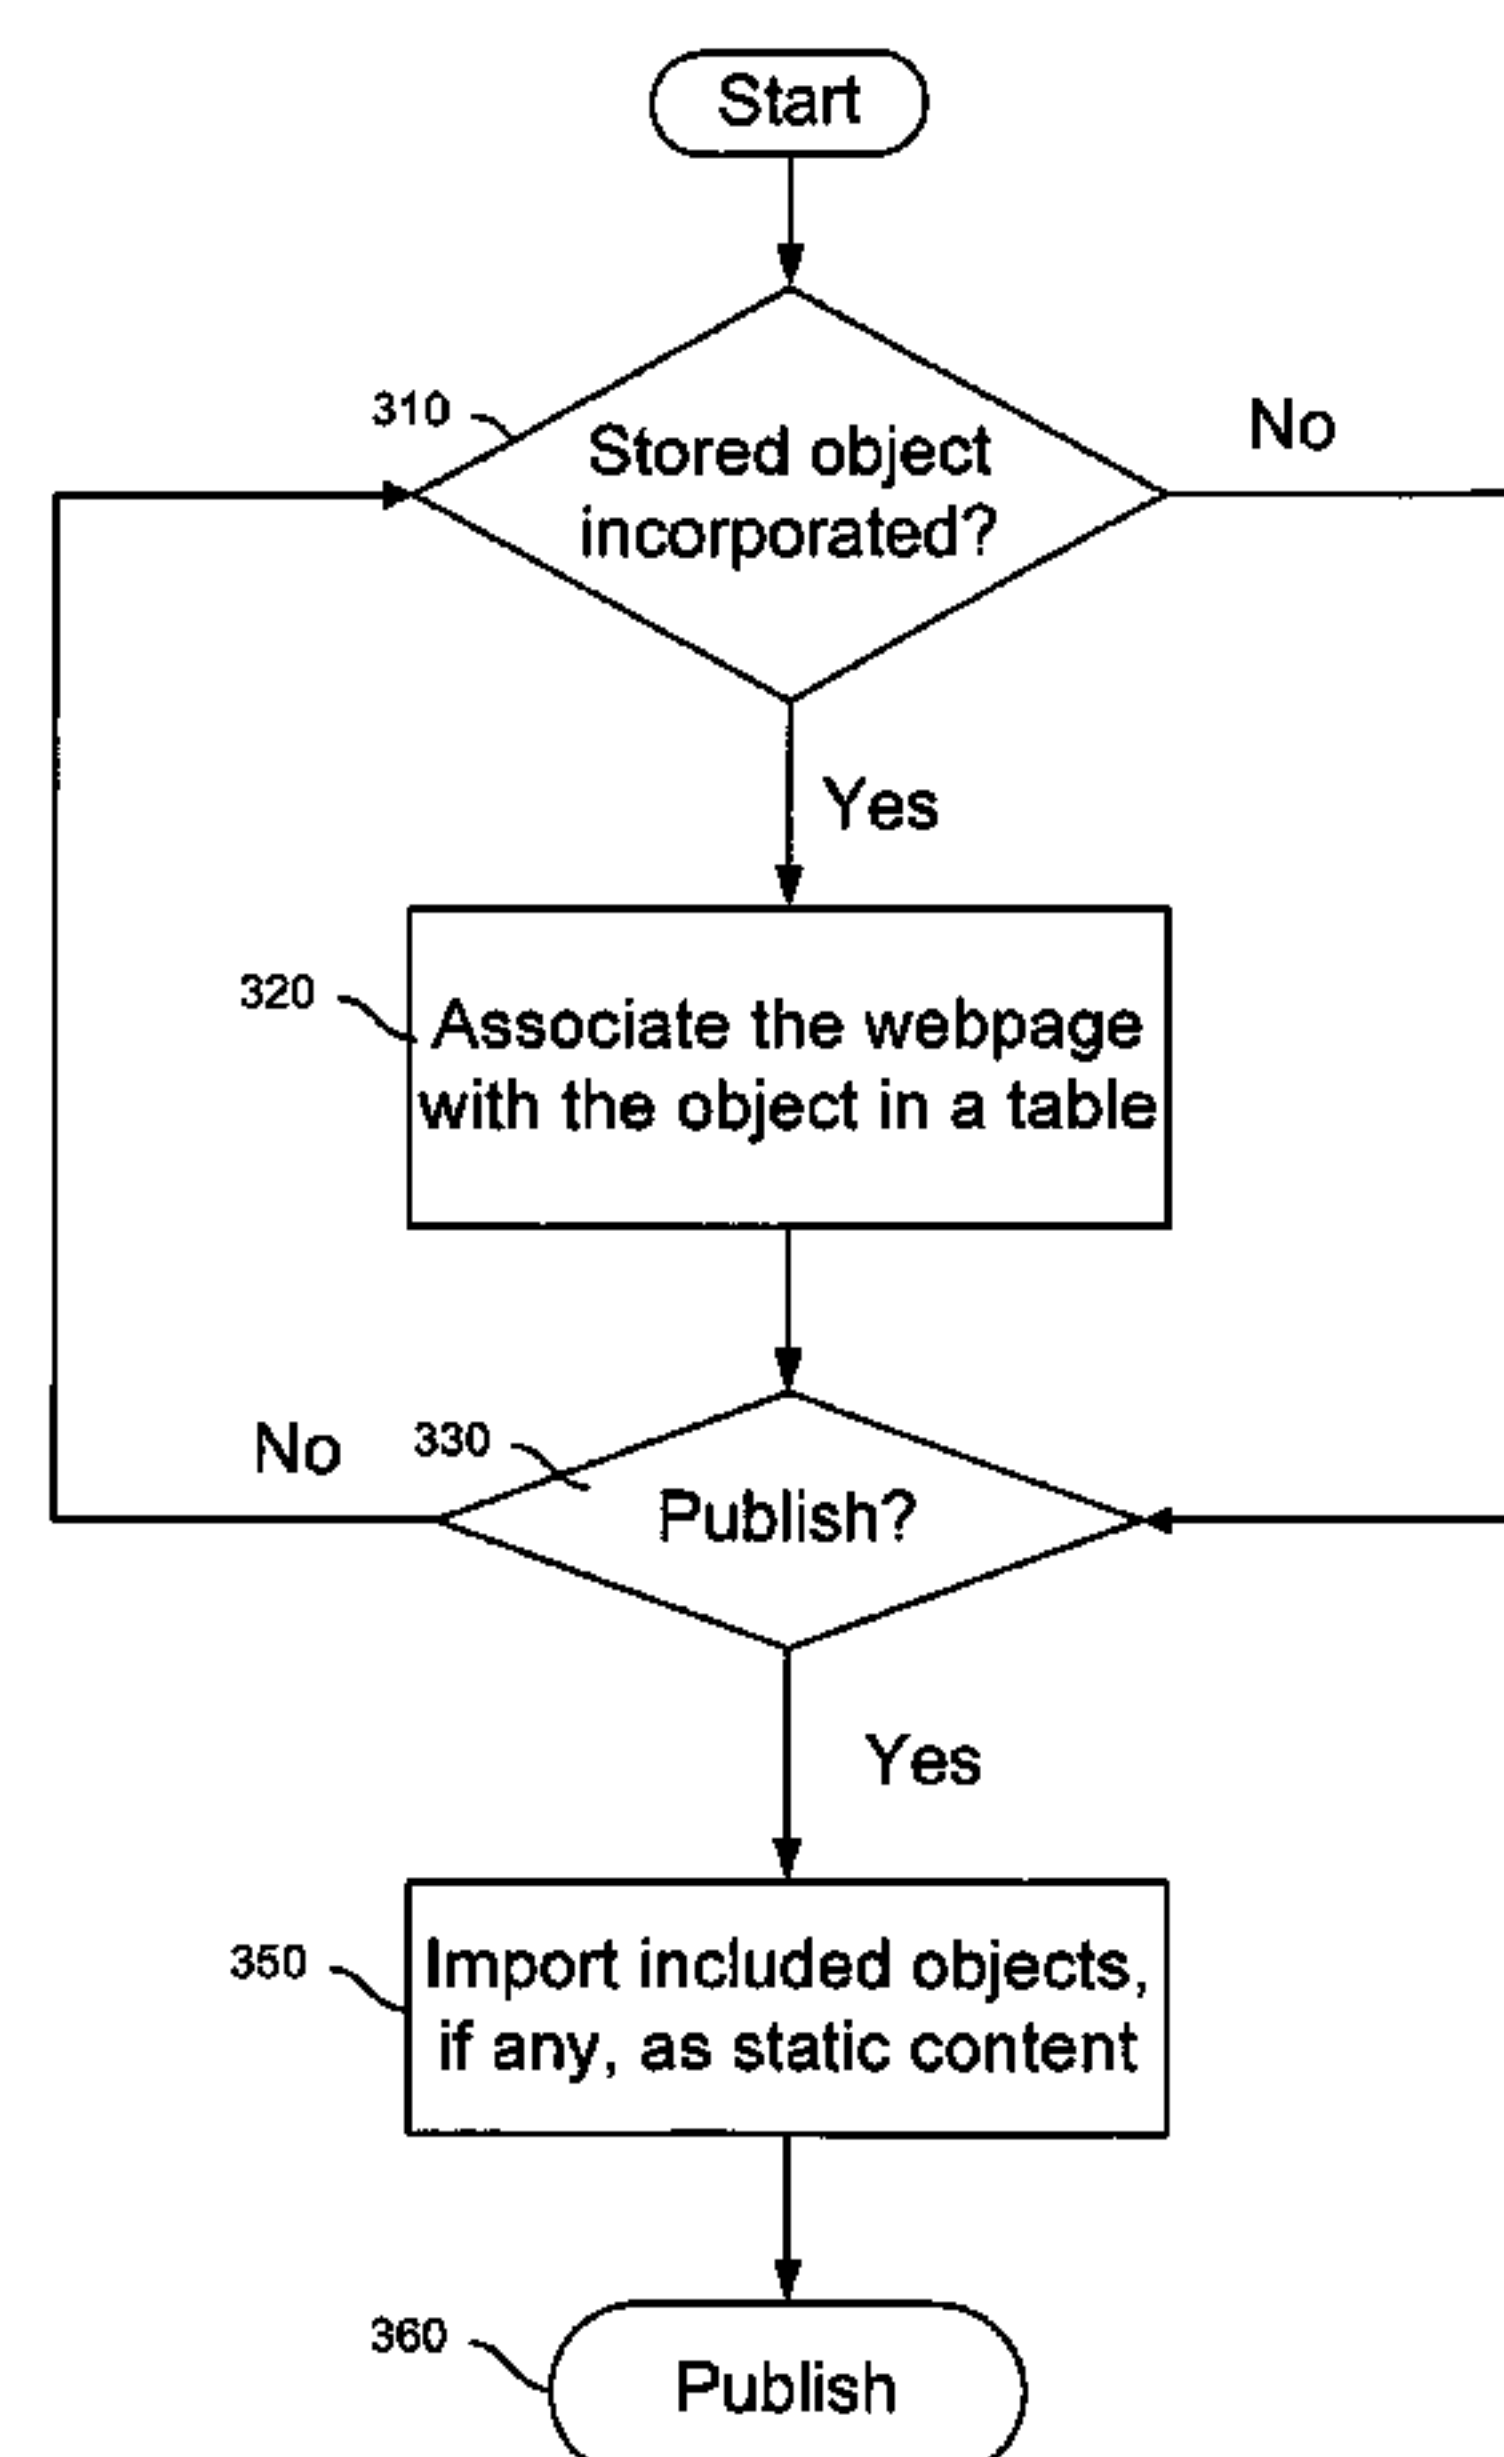 Start
310
Stored object
incorporated?
No
Yes
320
Associate the webpage
with the object in a table
No
330
Publish?
Yes
350
Import included objects,
if any, as static content
360
Publish